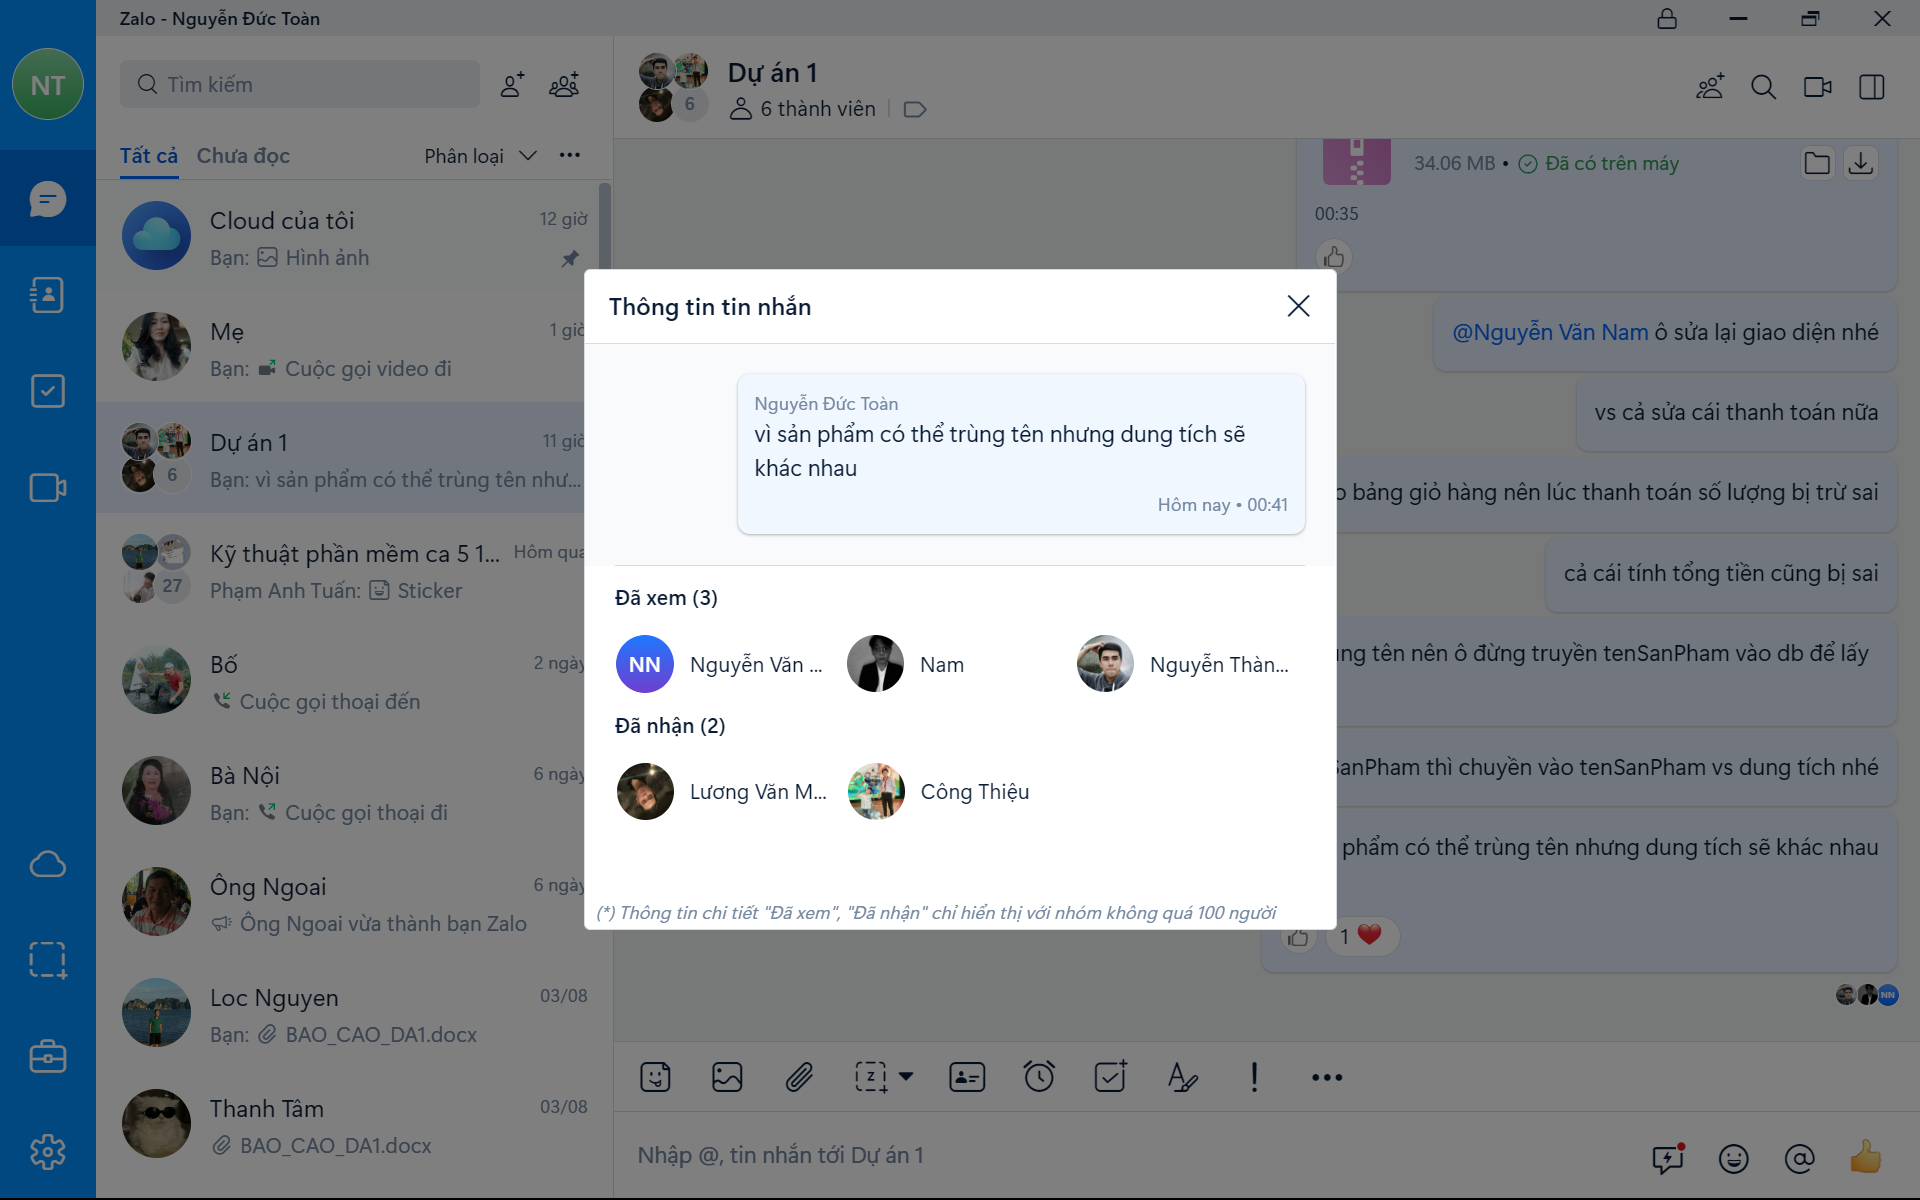 Zalo - Nguyễn Đức Toàn
NT
Tìm kiếm
Tất cả
Chưa đọc
Phân loại
Cloud của tôi
12 giờ
Bạn: Hình ảnh
Mẹ
1 giờ
Bạn: Cuộc gọi video đi
Dự án 1
11 giờ
6
Bạn: vì sản phẩm có thể trùng tên như...
Kỹ thuật phần mềm ca 5 1...
Hôm qua
27
Phạm Anh Tuấn: Sticker
Bố
2 ngày
Cuộc gọi thoại đến
Bà Nội
6 ngày
Bạn: Cuộc gọi thoại đi
Ông Ngoai
6 ngày
Ông Ngoai vừa thành bạn Zalo
Loc Nguyen
03/08
Bạn: BAO_CAO_DA1.docx
Thanh Tâm
03/08
BAO_CAO_DA1.docx
Dự án 1
6
6 thành viên
34.06 MB • Đã có trên máy
00:35
@Nguyễn Văn Nam ô sửa lại giao diện nhé
vs cả sửa cái thanh toán nữa
bảng giỏ hàng nên lúc thanh toán số lượng bị trừ sai
cả cái tính tổng tiền cũng bị sai
tên nên ô đừng truyền tenSanPham vào db để lấy
thì chuyền vào tenSanPham vs dung tích nhé
phẩm có thể trùng tên nhưng dung tích sẽ khác nhau
1
NN
Thông tin tin nhắn
Nguyễn Đức Toàn
vì sản phẩm có thể trùng tên nhưng dung tích sẽ
khác nhau
Hôm nay • 00:41
Đã xem (3)
NN
Nguyễn Văn ...
Nam
Nguyễn Thàn...
Đã nhận (2)
Lương Văn M...
Công Thiệu
(*) Thông tin chi tiết "Đã xem", "Đã nhận" chỉ hiển thị với nhóm không quá 100 người
Nhập @, tin nhắn tới Dự án 1